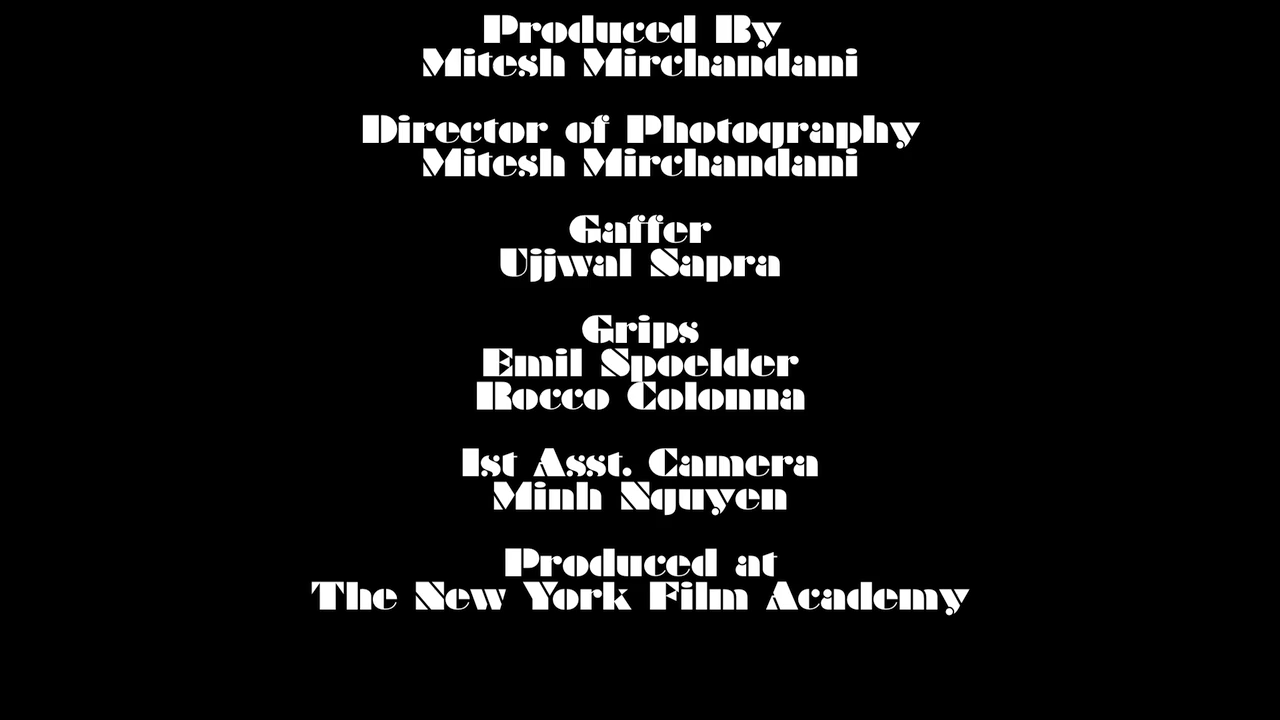 Produced By
Mitesh Mirchandani
Director of Photography
Mitesh Mirchandani
Gaffer
Ujjwal Sapra
Grips
Emil Spoelder
Rocco Colonna
1st Asst. Camera
Minh Nguyen
Produced at
The New York Film Academy